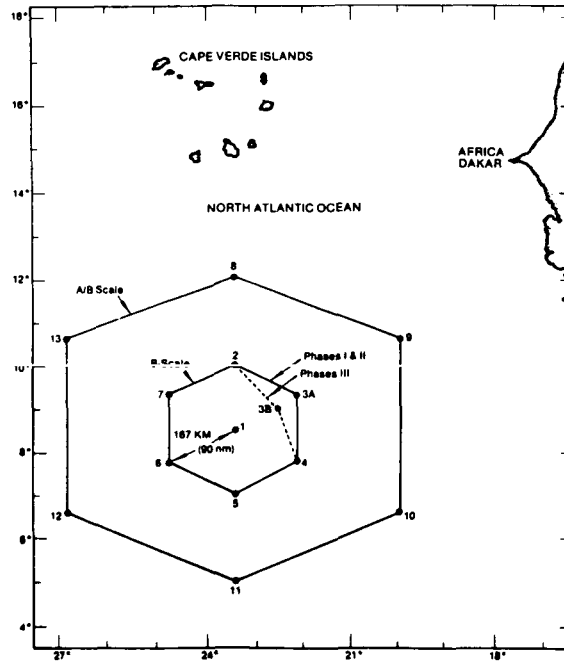 18°
CAPE VERDE ISLANDS
16°
AFRICA
DAKAR
14°
NORTH ATLANTIC OCEAN
12°
8
A/B Scale
13
9
10°
2
Phases I & II
B-Scale
Phases III
7
3A
3B
8°
167 KM
1
(90 nm)
6
4
5
12
10
6°
11
4°
27°
24°
21°
18°